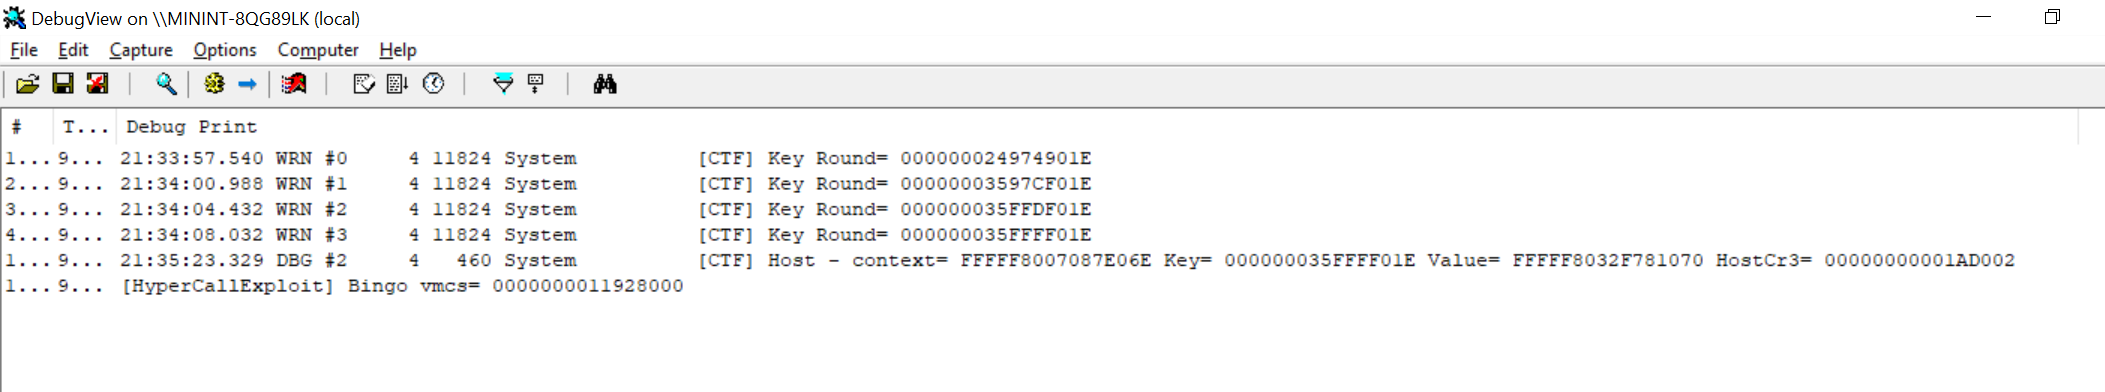 DebugView on \\MININT-8QG89LK (local)
File Edit Capture Options Computer Help
# T... Debug Print
1... 9... 21:33:57.540 WRN #0 4 11824 System [CTF] Key Round= 000000024974901E
2... 9... 21:34:00.988 WRN #1 4 11824 System [CTF] Key Round= 00000003597CF01E
3... 9... 21:34:04.432 WRN #2 4 11824 System [CTF] Key Round= 000000035FFDF01E
4... 9... 21:34:08.032 WRN #3 4 11824 System [CTF] Key Round= 000000035FFFF01E
1... 9... 21:35:23.329 DBG #2 4 460 System [CTF] Host - context= FFFFF8007087E06E Key= 000000035FFFF01E Value= FFFFF8032F781070 HostCr3= 00000000001AD002
1... 9... [HyperCallExploit] Bingo vmcs= 0000000011928000